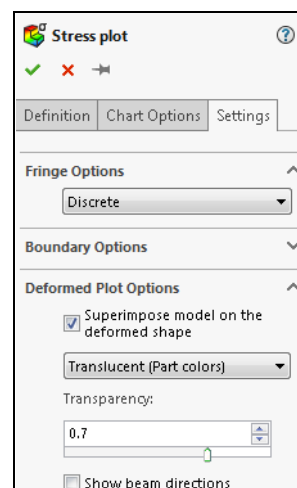 Stress plot
Definition Chart Options Settings
Fringe Options
Discrete
Boundary Options
Deformed Plot Options
Superimpose model on the
deformed shape
Translucent (Part colors)
Transparency:
0.7
Show beam directions